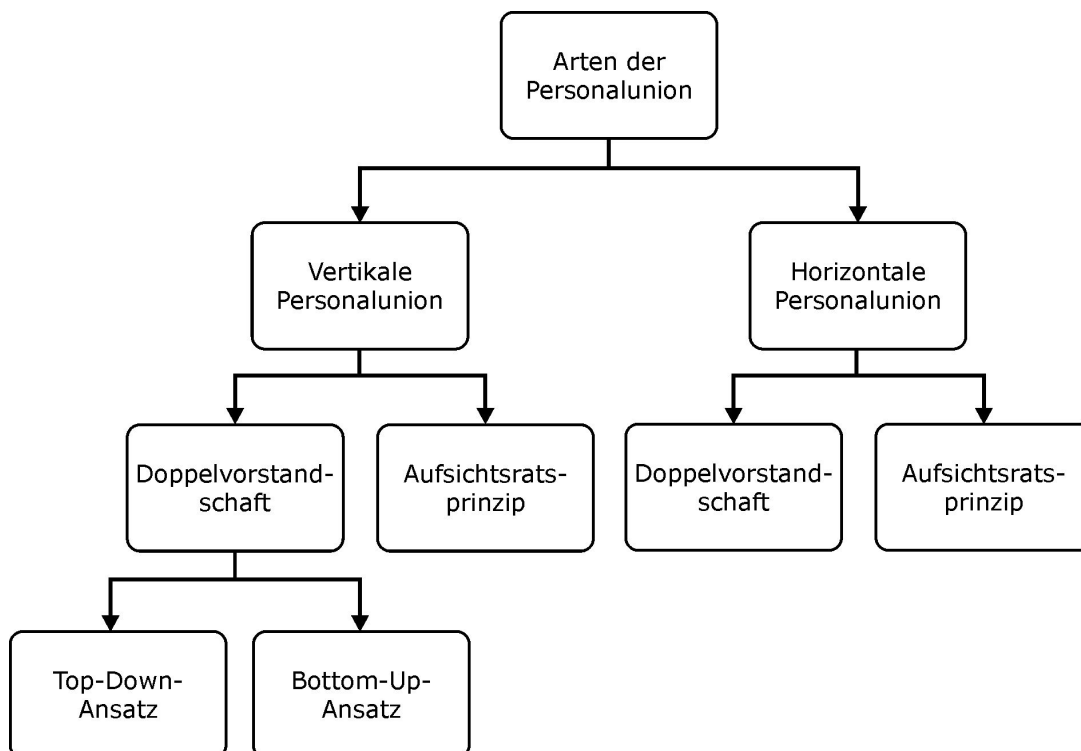 Arten der
Personalunion
Vertikale
Personalunion
Horizontale
Personalunion
Doppelvorstand-
schaft
Aufsichtsrats-
prinzip
Doppelvorstand-
schaft
Aufsichtsrats-
prinzip
Top-Down-
Ansatz
Bottom-Up-
Ansatz